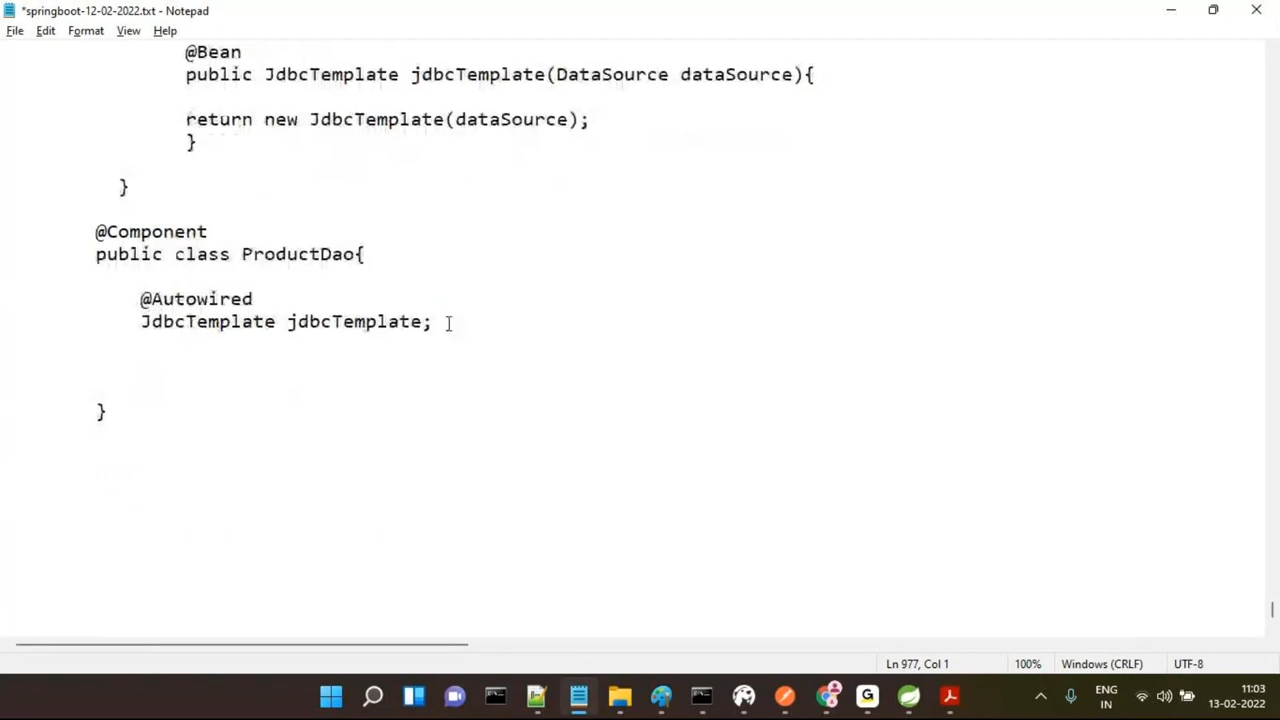 *springboot-12-02-2022.txt - Notepad
File Edit Format View Help
@Bean
public JdbcTemplate jdbcTemplate(DataSource dataSource){
return new JdbcTemplate(dataSource);
}
}
@Component
public class ProductDao{
@Autowired
JdbcTemplate jdbcTemplate;
}
Ln 977, Col 1 100% Windows (CRLF) UTF-8
ENG 11:03
IN 13-02-2022